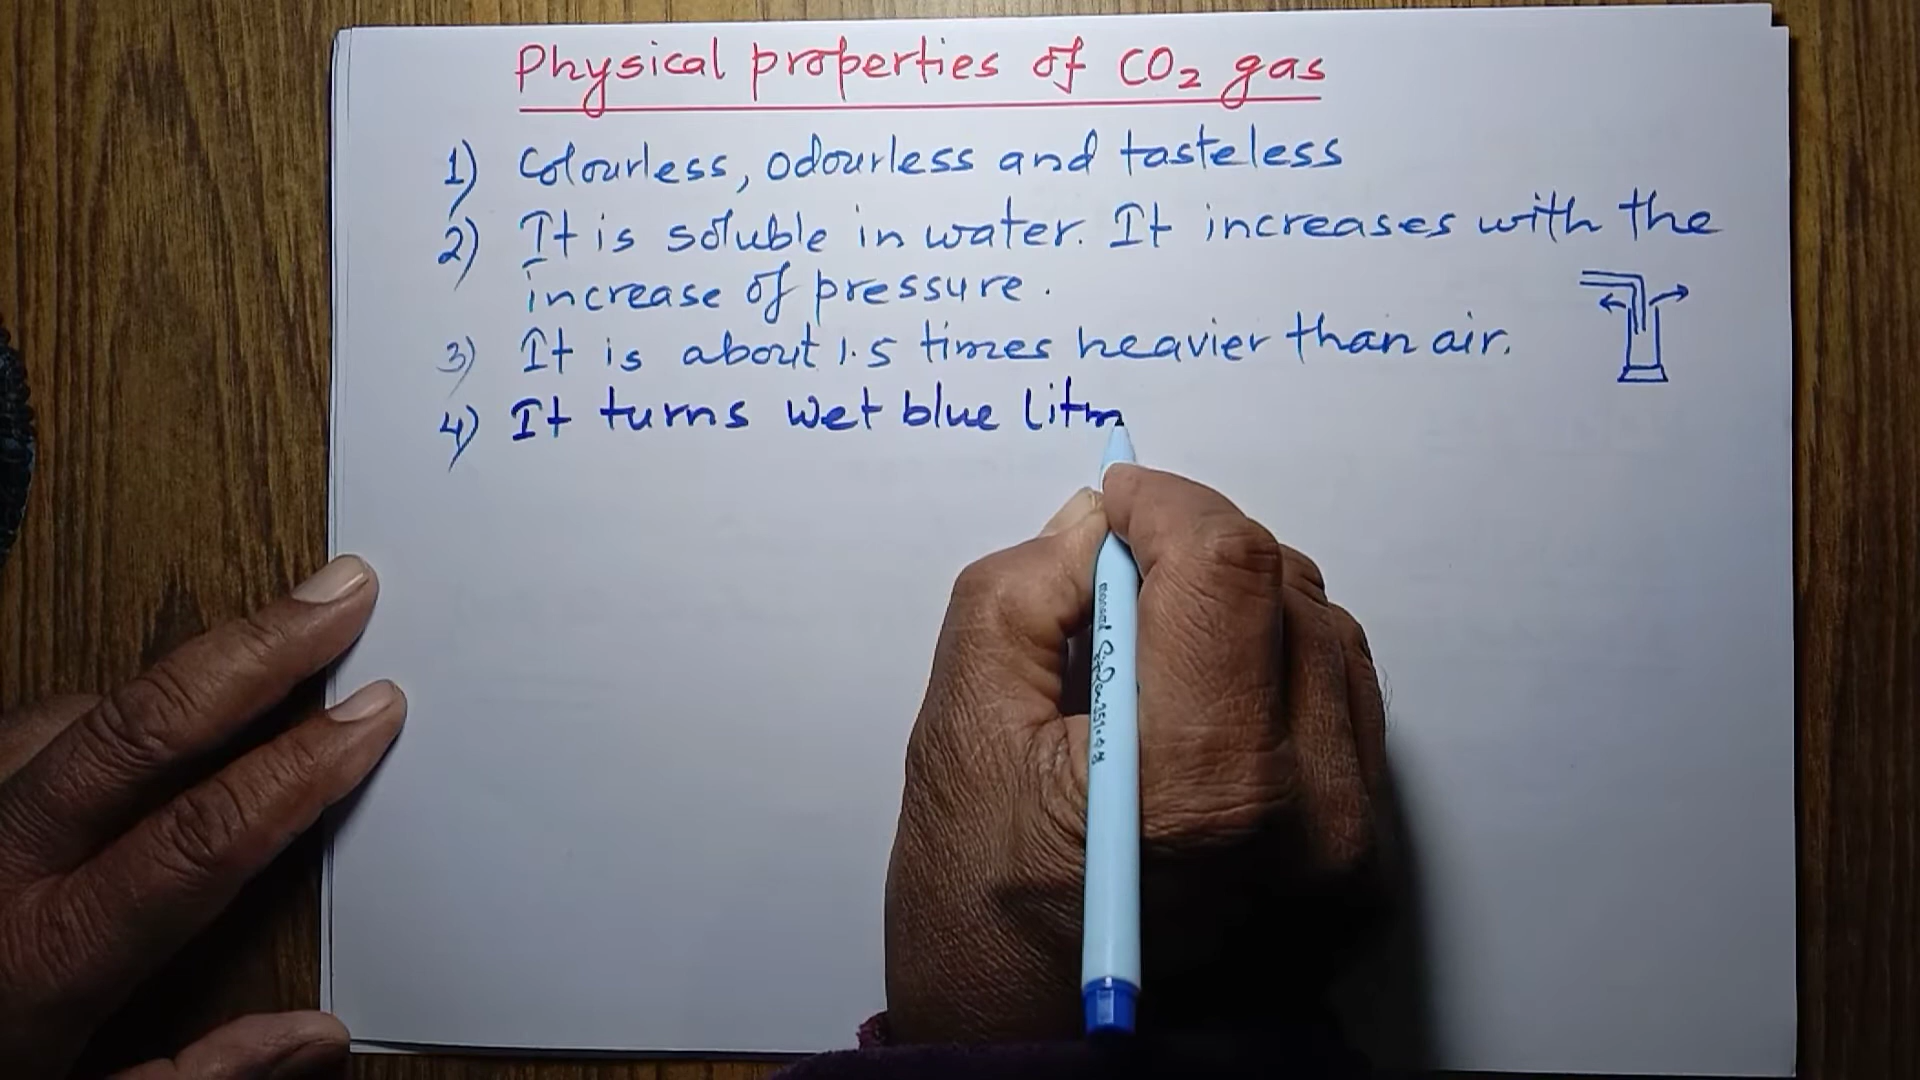 Physical properties of CO2 gas
1) Colourless, odourless and tasteless
2) It is soluble in water. It increases with the
increase of pressure.
3) It is about 1.5 times heavier than air.
4) It turns wet blue litm